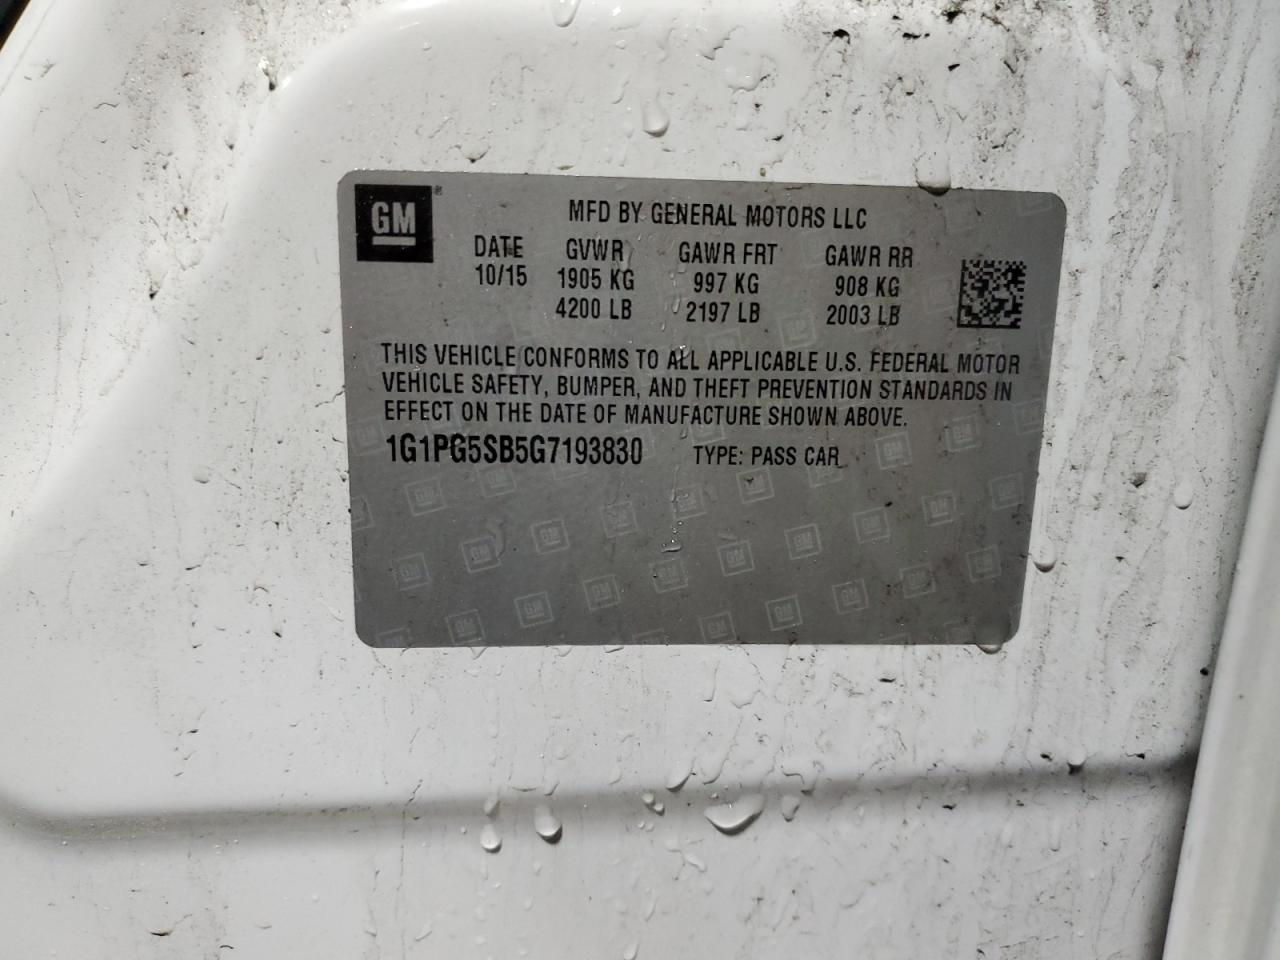 GM
MFD BY GENERAL MOTORS LLC
DATE GVWR GAWR FRT GAWR RR
10/15 1905 KG 997 KG 908 KG
4200 LB 2197 LB 2003 LB
THIS VEHICLE CONFORMS TO ALL APPLICABLE U.S. FEDERAL MOTOR
VEHICLE SAFETY, BUMPER, AND THEFT PREVENTION STANDARDS IN
EFFECT ON THE DATE OF MANUFACTURE SHOWN ABOVE.
1G1PG5SB5G7193830 TYPE: PASS CAR